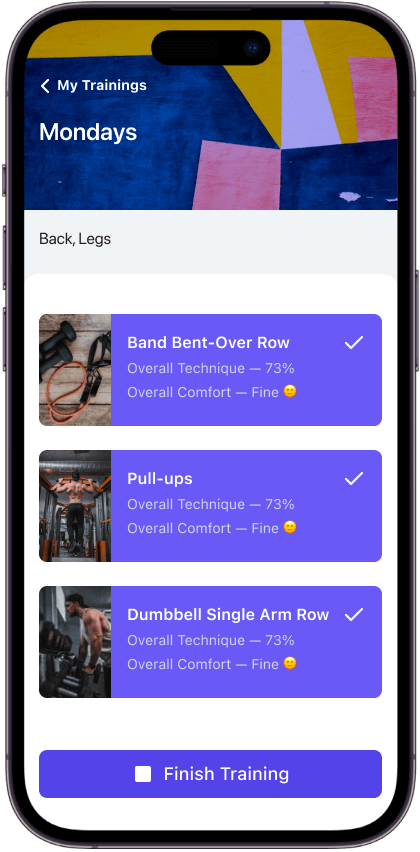 My Trainings
Mondays
Back, Legs
Band Bent-Over Row
Overall Technique — 73%
Overall Comfort — Fine 🙂
Pull-ups
Overall Technique — 73%
Overall Comfort — Fine 🙂
Dumbbell Single Arm Row
Overall Technique — 73%
Overall Comfort — Fine 🙂
Finish Training